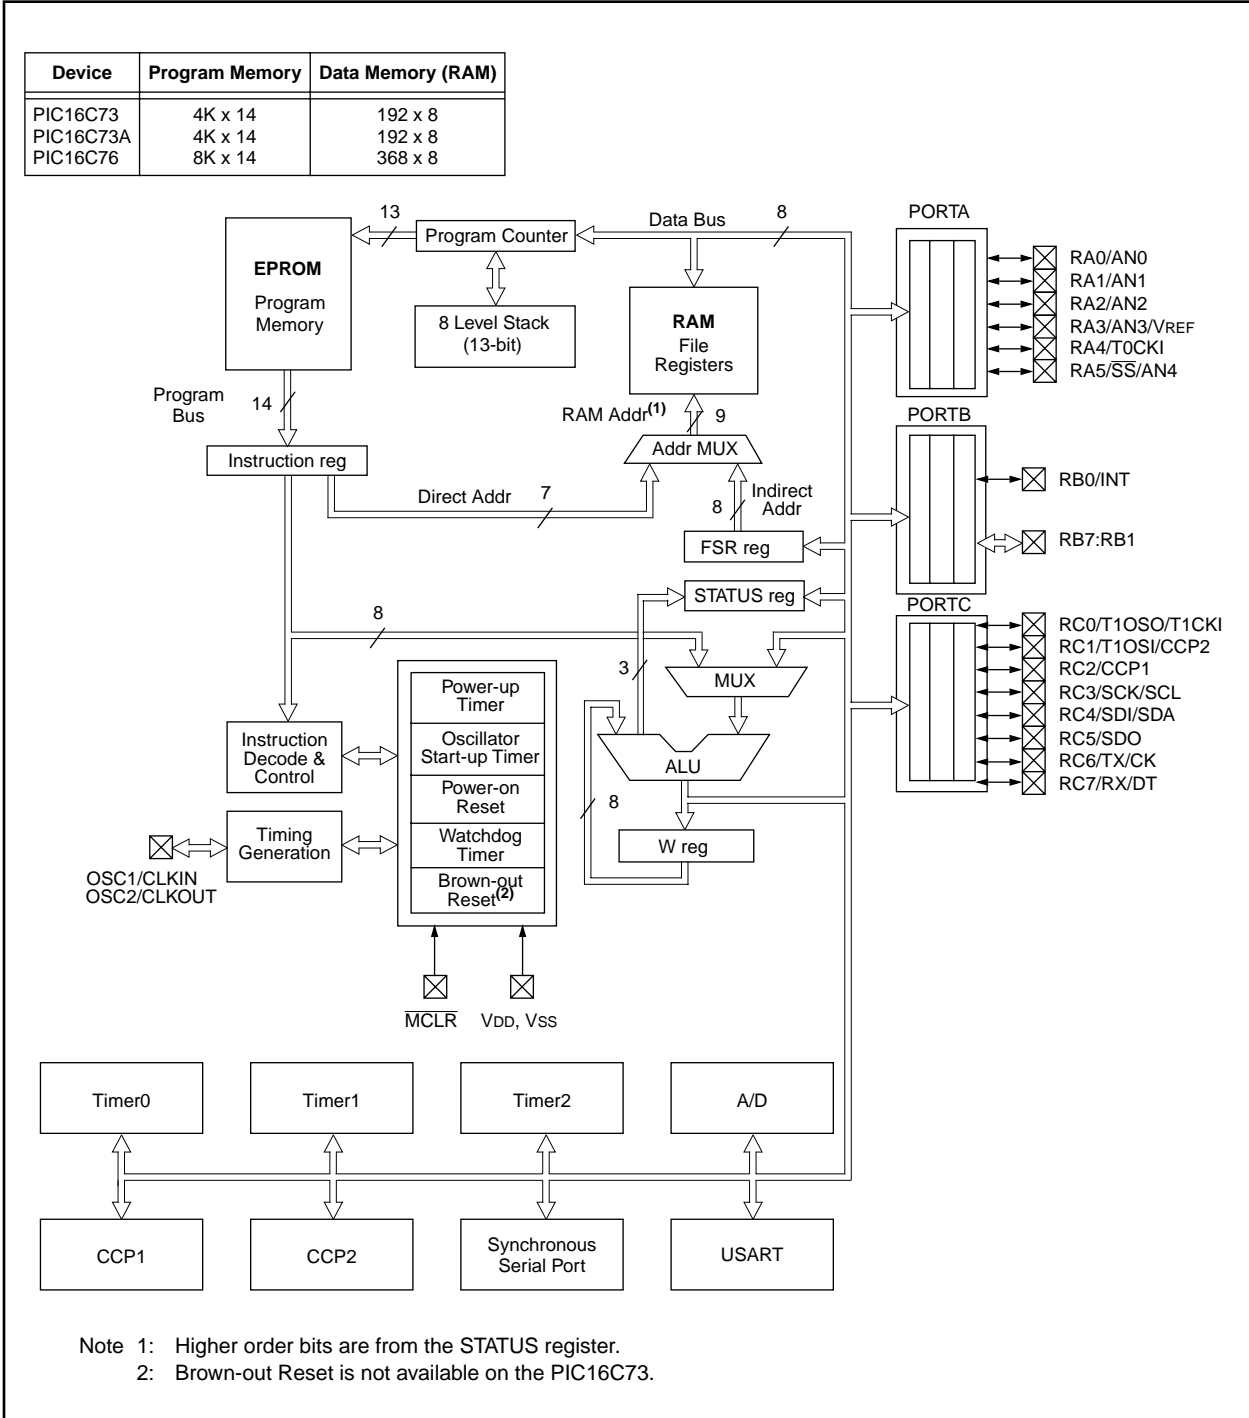 Device Program Memory Data Memory (RAM)
PIC16C73 4K x 14 192 x 8
PIC16C73A 4K x 14 192 x 8
PIC16C76 8K x 14 368 x 8
EPROM
Program
Memory
13
Program Counter
8 Level Stack
(13-bit)
Data Bus
8
RAM
File
Registers
RAM Addr(1)
9
Addr MUX
Program
Bus
14
Instruction reg
Direct Addr
7
8
Indirect
Addr
FSR reg
STATUS reg
8
3
MUX
ALU
8
W reg
Power-up
Timer
Oscillator
Start-up Timer
Power-on
Reset
Watchdog
Timer
Brown-out
Reset(2)
Instruction
Decode &
Control
Timing
Generation
OSC1/CLKIN
OSC2/CLKOUT
M̅C̅L̅R̅
VDD, VSS
PORTA
RA0/AN0
RA1/AN1
RA2/AN2
RA3/AN3/VREF
RA4/T0CKI
RA5/S̅S̅/AN4
PORTB
RB0/INT
RB7:RB1
PORTC
RC0/T1OSO/T1CKI
RC1/T1OSI/CCP2
RC2/CCP1
RC3/SCK/SCL
RC4/SDI/SDA
RC5/SDO
RC6/TX/CK
RC7/RX/DT
Timer0
Timer1
Timer2
A/D
CCP1
CCP2
Synchronous
Serial Port
USART
Note 1: Higher order bits are from the STATUS register.
2: Brown-out Reset is not available on the PIC16C73.